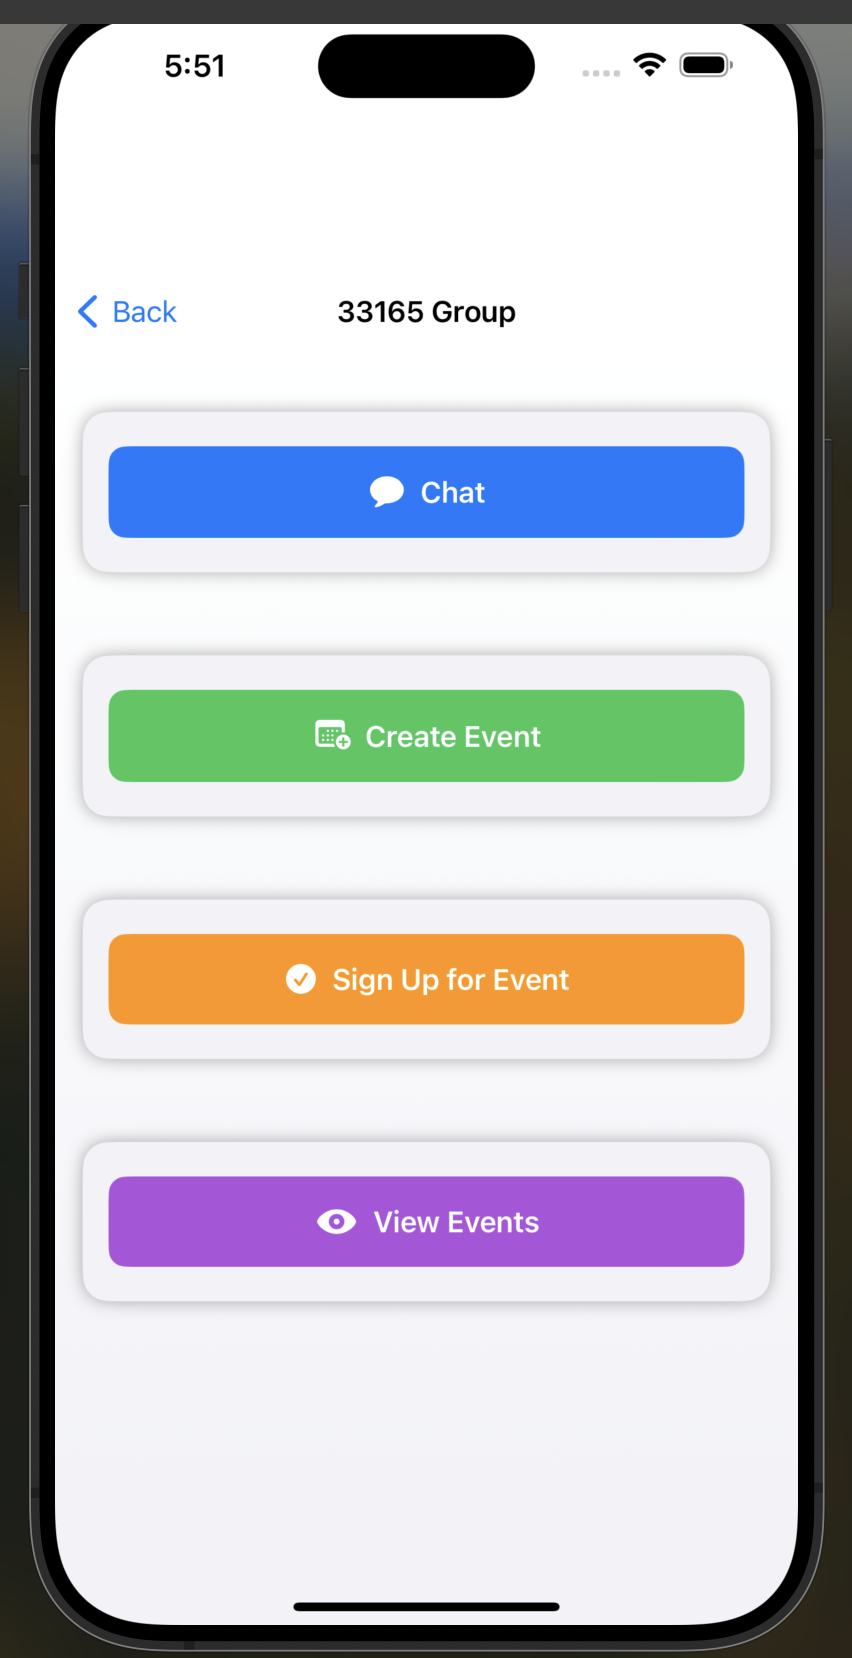 5:51
Back
33165 Group
Chat
Create Event
Sign Up for Event
View Events